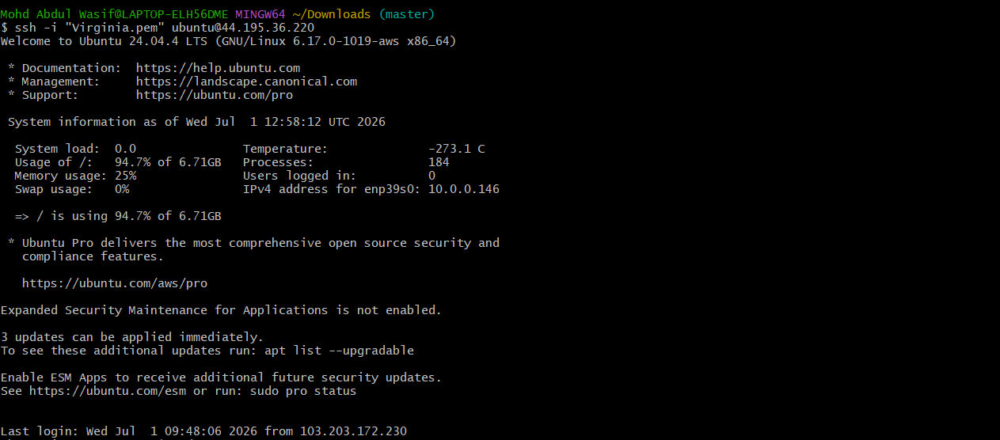 Mohd Abdul Wasif@LAPTOP-ELH56DME MINGW64 ~/Downloads (master)
$ ssh -i "Virginia.pem" ubuntu@44.195.36.220
Welcome to Ubuntu 24.04.4 LTS (GNU/Linux 6.17.0-1019-aws x86_64)

 * Documentation:  https://help.ubuntu.com
 * Management:     https://landscape.canonical.com
 * Support:        https://ubuntu.com/pro

 System information as of Wed Jul  1 12:58:12 UTC 2026

  System load:  0.0               Temperature:              -273.1 C
  Usage of /:   94.7% of 6.71GB   Processes:                184
  Memory usage: 25%               Users logged in:          0
  Swap usage:   0%                IPv4 address for enp39s0: 10.0.0.146

  => / is using 94.7% of 6.71GB

 * Ubuntu Pro delivers the most comprehensive open source security and
   compliance features.

   https://ubuntu.com/aws/pro

Expanded Security Maintenance for Applications is not enabled.

3 updates can be applied immediately.
To see these additional updates run: apt list --upgradable

Enable ESM Apps to receive additional future security updates.
See https://ubuntu.com/esm or run: sudo pro status


Last login: Wed Jul  1 09:48:06 2026 from 103.203.172.230